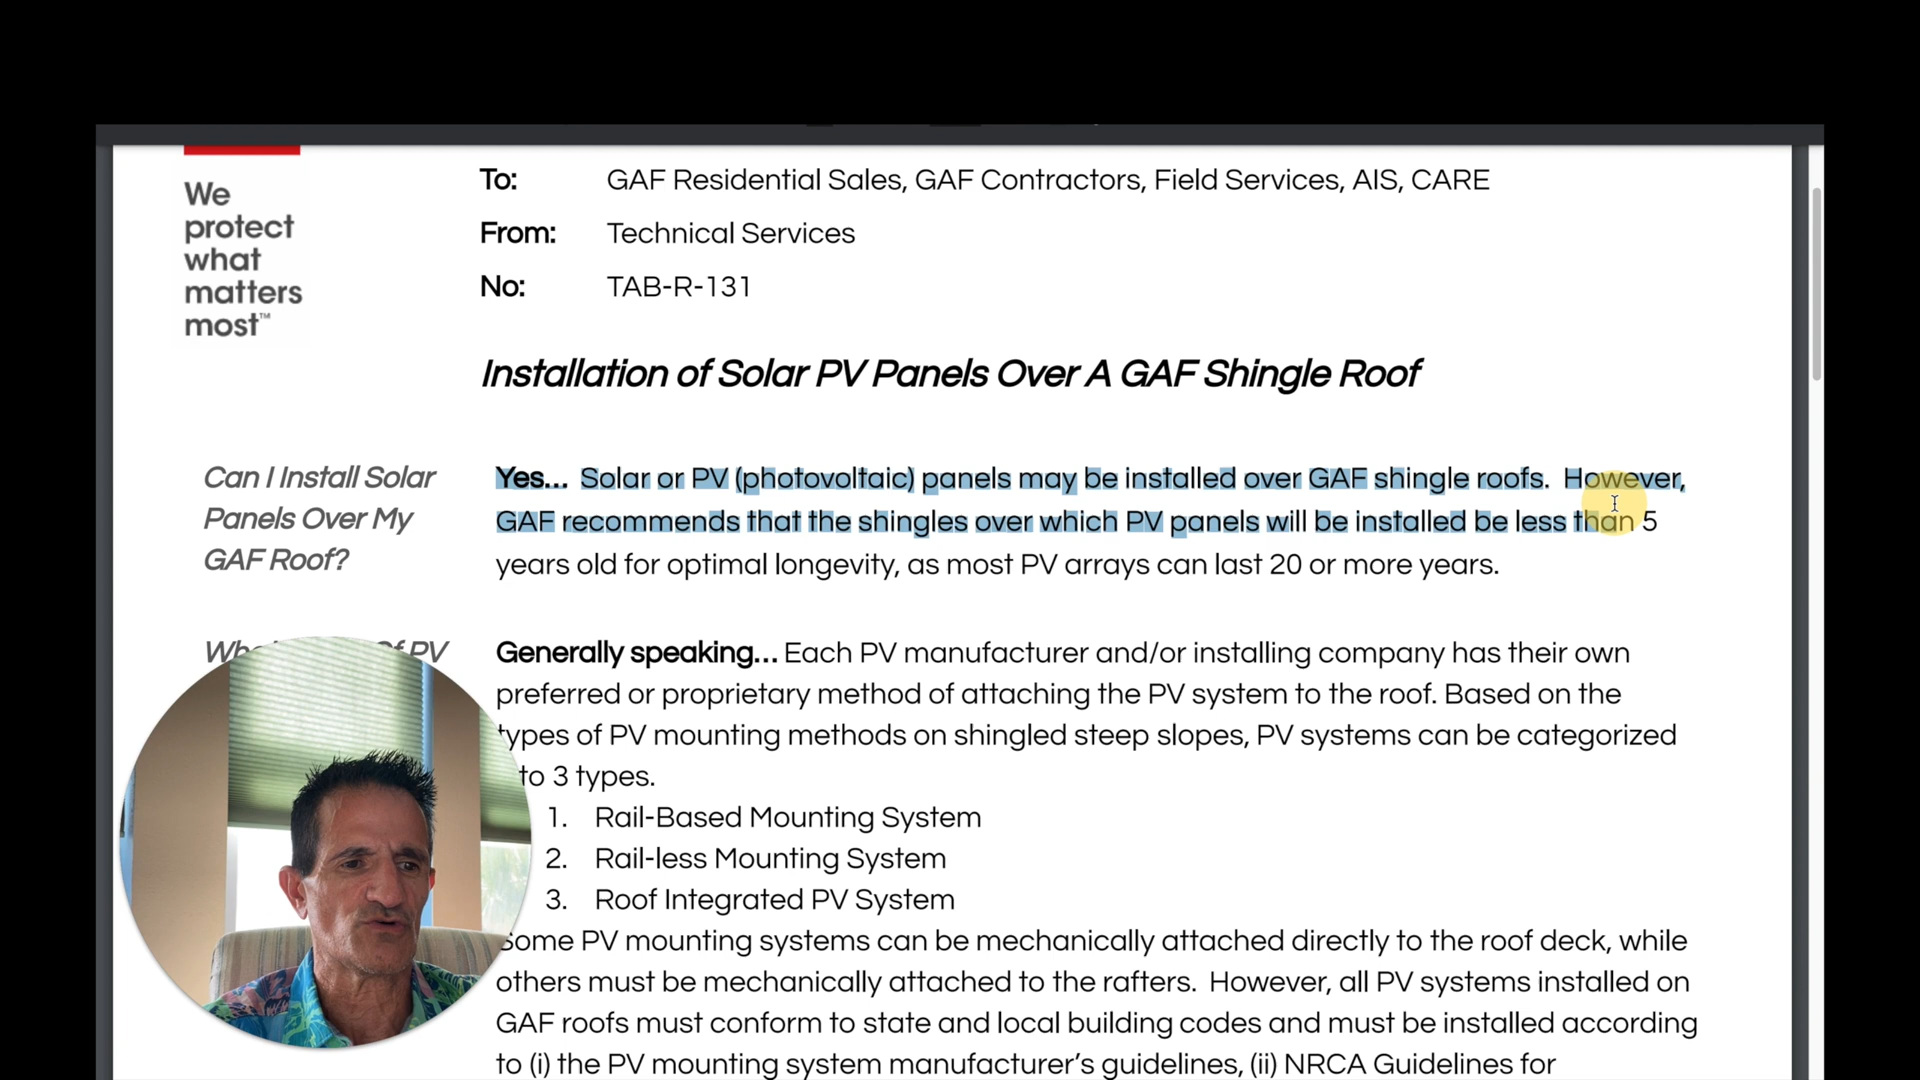 We
protect
what
matters
most™
To: GAF Residential Sales, GAF Contractors, Field Services, AIS, CARE
From: Technical Services
No: TAB-R-131
Installation of Solar PV Panels Over A GAF Shingle Roof
Can I Install Solar
Panels Over My
GAF Roof?
Yes... Solar or PV (photovoltaic) panels may be installed over GAF shingle roofs. However,
GAF recommends that the shingles over which PV panels will be installed be less than 5
years old for optimal longevity, as most PV arrays can last 20 or more years.
Of PV
Generally speaking... Each PV manufacturer and/or installing company has their own
preferred or proprietary method of attaching the PV system to the roof. Based on the
types of PV mounting methods on shingled steep slopes, PV systems can be categorized
to 3 types.
1. Rail-Based Mounting System
2. Rail-less Mounting System
3. Roof Integrated PV System
Some PV mounting systems can be mechanically attached directly to the roof deck, while
others must be mechanically attached to the rafters. However, all PV systems installed on
GAF roofs must conform to state and local building codes and must be installed according
to (i) the PV mounting system manufacturer's guidelines, (ii) NRCA Guidelines for